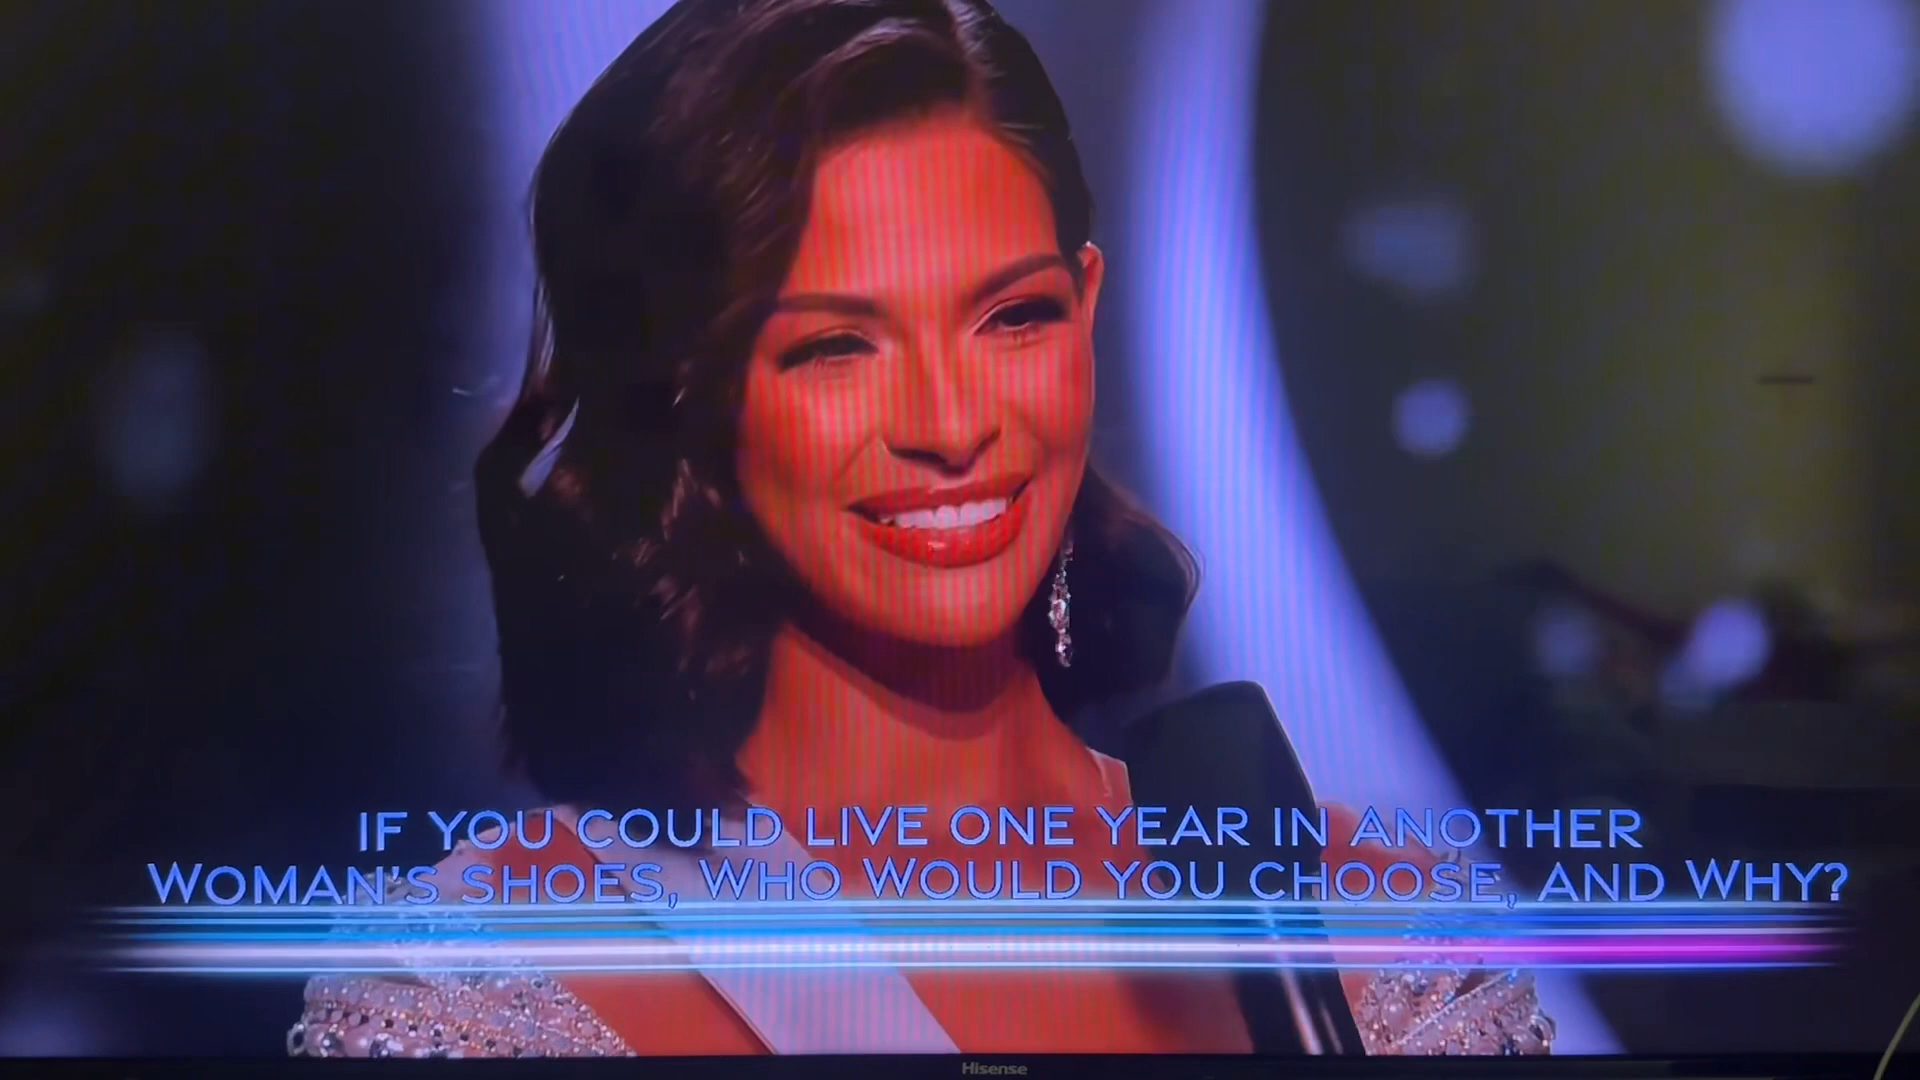 IF YOU COULD LIVE ONE YEAR IN ANOTHER
WOMAN'S SHOES, WHO WOULD YOU CHOOSE, AND WHY?
Hisense